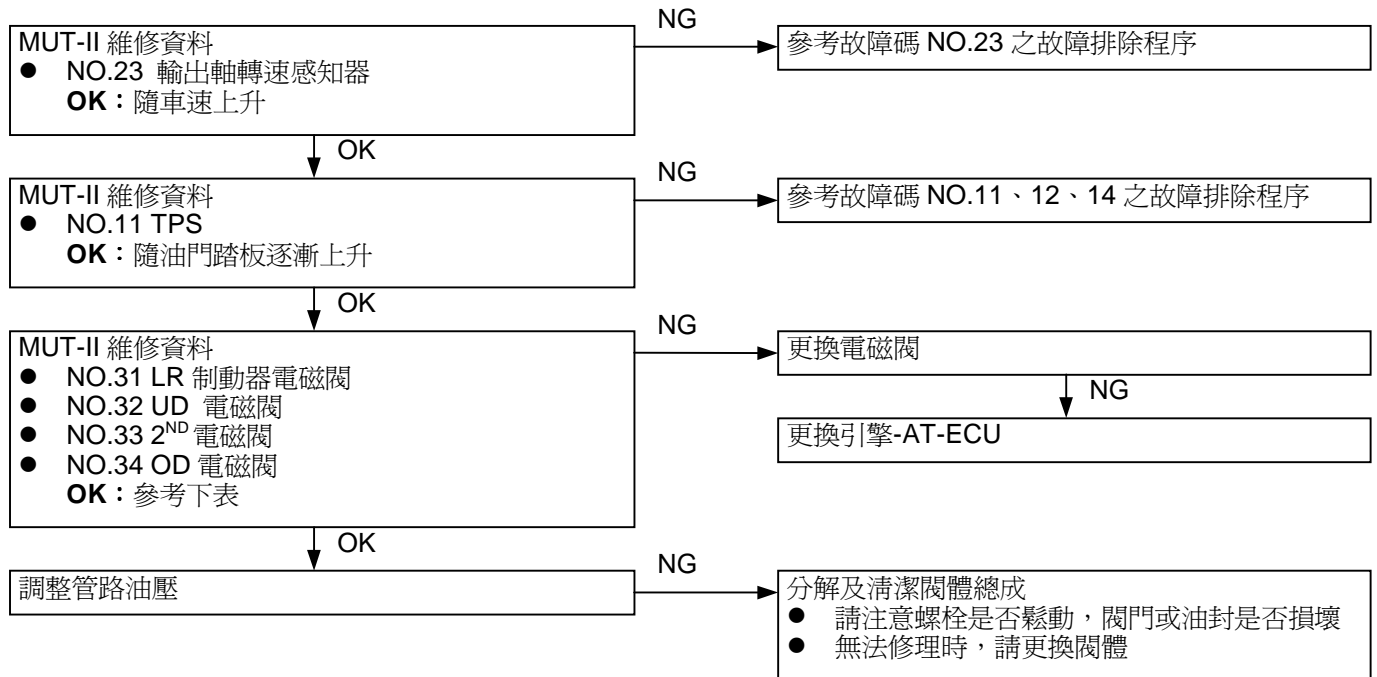 MUT-II 維修資料
● NO.23 輸出軸轉速感知器
OK：隨車速上升
NG
參考故障碼 NO.23 之故障排除程序
OK
MUT-II 維修資料
● NO.11 TPS
OK：隨油門踏板逐漸上升
NG
參考故障碼 NO.11、12、14 之故障排除程序
OK
MUT-II 維修資料
● NO.31 LR 制動器電磁閥
● NO.32 UD 電磁閥
● NO.33 2ND 電磁閥
● NO.34 OD 電磁閥
OK：參考下表
NG
更換電磁閥
NG
更換引擎-AT-ECU
OK
調整管路油壓
NG
分解及清潔閥體總成
● 請注意螺栓是否鬆動，閥門或油封是否損壞
● 無法修理時，請更換閥體